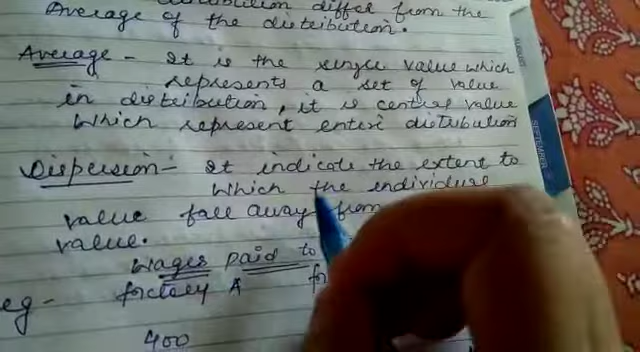 differ from the
Average of the distribution.
Average - It is the single value which
represents a set of value
in distribution, it is central value
which represent entire distribution
Dispersion:- It indicate the extent to
which the individual
value fall away from
value.
Wages paid to
eg- factory A
400
AUGUST
SEPTEMBER